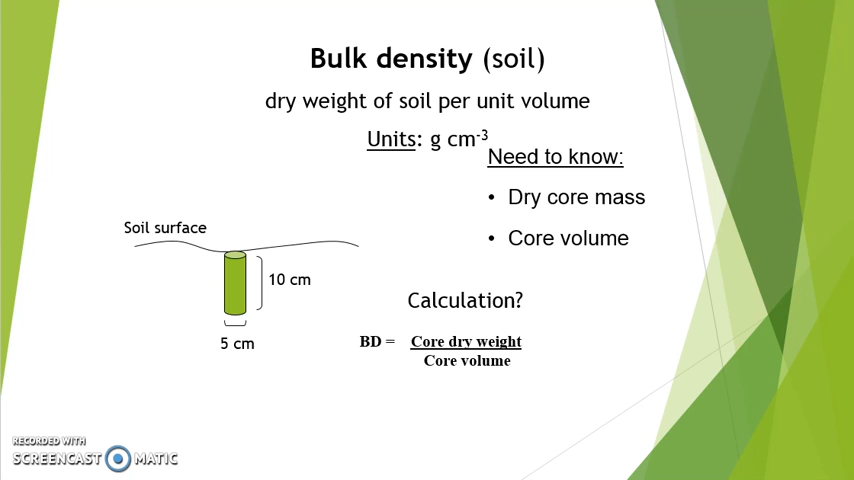 Bulk density (soil)
dry weight of soil per unit volume
Units: g cm⁻³
Need to know:
• Dry core mass
• Core volume
Soil surface
10 cm
5 cm
Calculation?
BD = Core dry weight
Core volume
RECORDED WITH
SCREENCAST MATIC